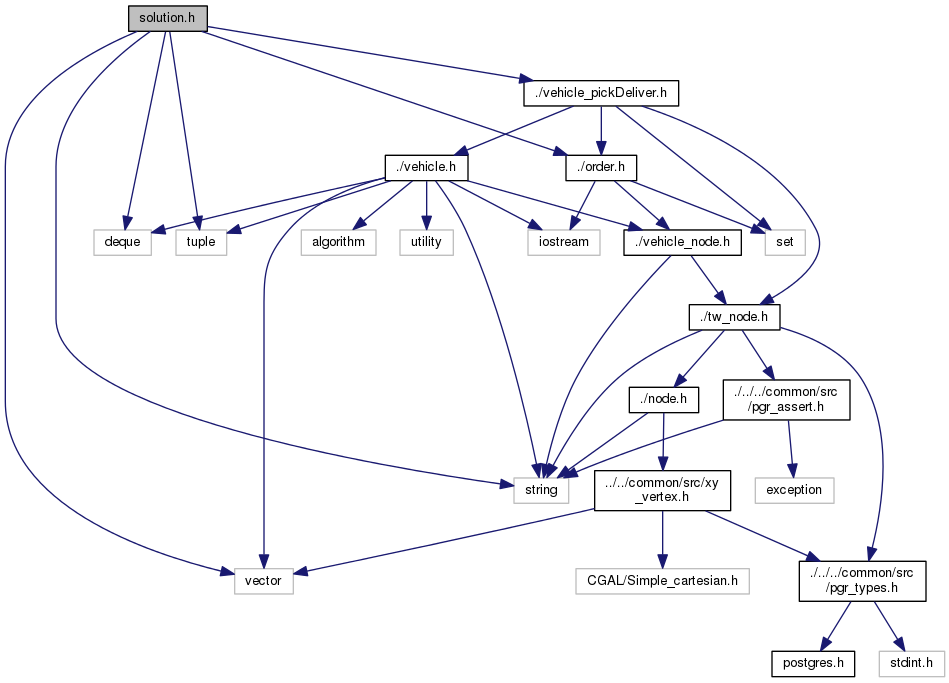 solution.h
./vehicle_pickDeliver.h
./vehicle.h
./order.h
deque
tuple
algorithm
utility
iostream
./vehicle_node.h
set
./tw_node.h
./node.h
./../../common/src
/pgr_assert.h
string
../../common/src/xy
_vertex.h
exception
vector
CGAL/Simple_cartesian.h
./../../common/src
/pgr_types.h
postgres.h
stdint.h